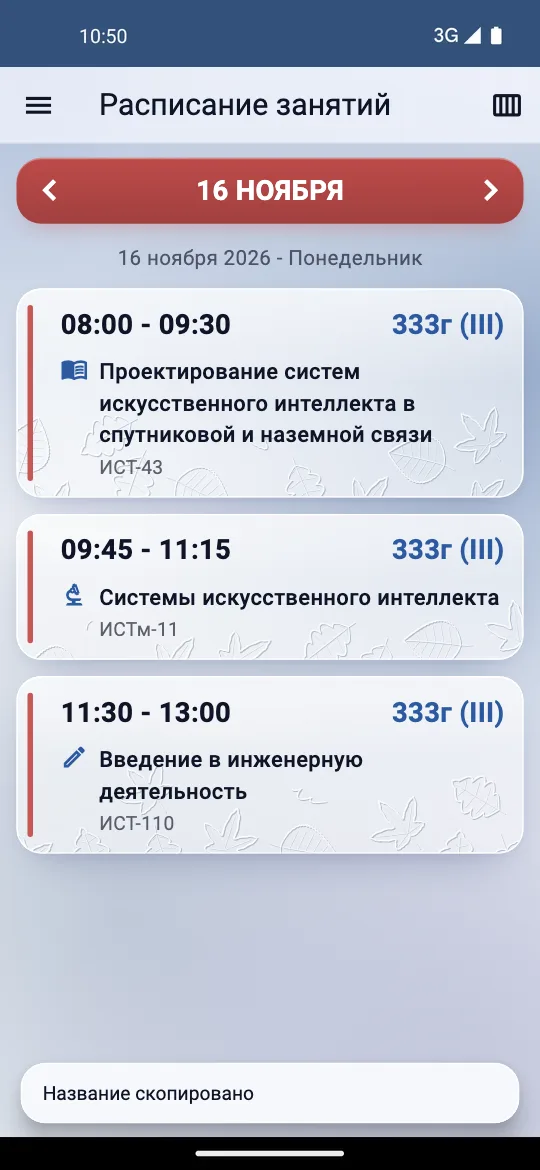 10:50
3G
Расписание занятий
16 НОЯБРЯ
16 ноября 2026 - Понедельник
08:00 - 09:30
333г (III)
Проектирование систем
искусственного интеллекта в
спутниковой и наземной связи
ИСТ-43
09:45 - 11:15
333г (III)
Системы искусственного интеллекта
ИСТм-11
11:30 - 13:00
333г (III)
Введение в инженерную
деятельность
ИСТ-110
Название скопировано